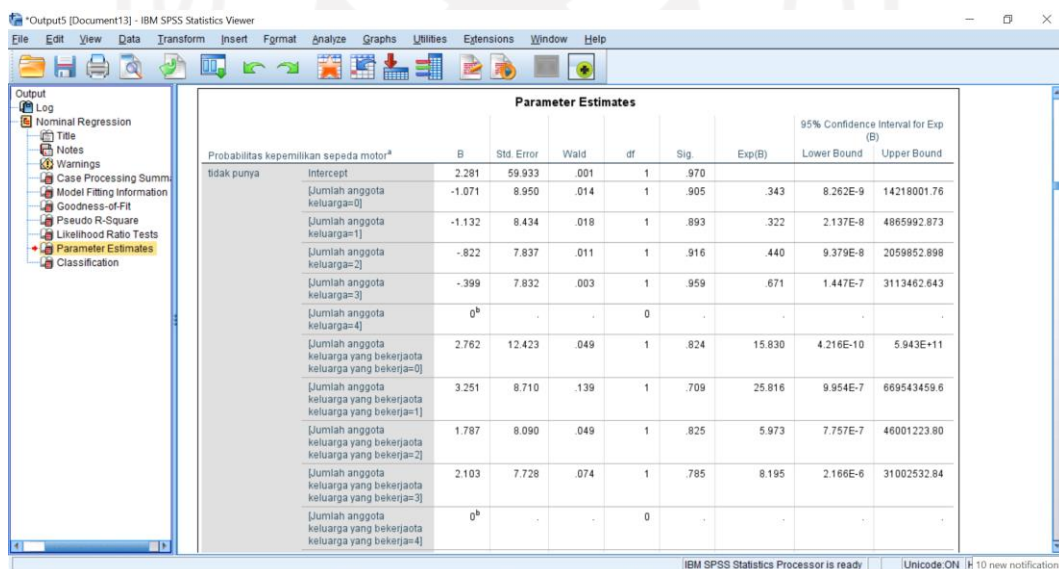 *Output5 [Document13] - IBM SPSS Statistics Viewer
File Edit View Data Transform Insert Format Analyze Graphs Utilities Extensions Window Help
Output
Log
Nominal Regression
Title
Notes
Warnings
Case Processing Summa
Model Fitting Information
Goodness-of-Fit
Pseudo R-Square
Likelihood Ratio Tests
Parameter Estimates
Classification
Parameter Estimates
95% Confidence Interval for Exp
(B)
Probabilitas kepemilikan sepeda motorᵃ B Std. Error Wald df Sig. Exp(B) Lower Bound Upper Bound
tidak punya Intercept 2.281 59.933 .001 1 .970
[Jumlah anggota -1.071 8.950 .014 1 .905 .343 8.262E-9 14218001.76
keluarga=0]
[Jumlah anggota -1.132 8.434 .018 1 .893 .322 2.137E-8 4865992.873
keluarga=1]
[Jumlah anggota -.822 7.837 .011 1 .916 .440 9.379E-8 2059852.898
keluarga=2]
[Jumlah anggota -.399 7.832 .003 1 .959 .671 1.447E-7 3113462.643
keluarga=3]
[Jumlah anggota 0ᵇ . . 0 . . . .
keluarga=4]
[Jumlah anggota 2.762 12.423 .049 1 .824 15.830 4.216E-10 5.943E+11
keluarga yang bekerjaota
keluarga yang bekerja=0]
[Jumlah anggota 3.251 8.710 .139 1 .709 25.816 9.954E-7 669543459.6
keluarga yang bekerjaota
keluarga yang bekerja=1]
[Jumlah anggota 1.787 8.090 .049 1 .825 5.973 7.757E-7 46001223.80
keluarga yang bekerjaota
keluarga yang bekerja=2]
[Jumlah anggota 2.103 7.728 .074 1 .785 8.195 2.166E-6 31002532.84
keluarga yang bekerjaota
keluarga yang bekerja=3]
[Jumlah anggota 0ᵇ . . 0 . . . .
keluarga yang bekerjaota
keluarga yang bekerja=4]
IBM SPSS Statistics Processor is ready Unicode:ON H 10 new notification